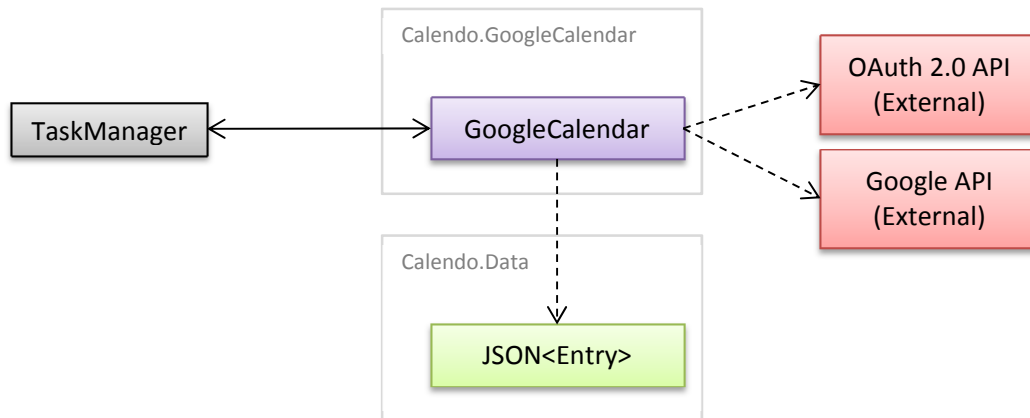 Calendo.GoogleCalendar
OAuth 2.0 API
(External)
TaskManager
GoogleCalendar
Google API
(External)
Calendo.Data
JSON<Entry>